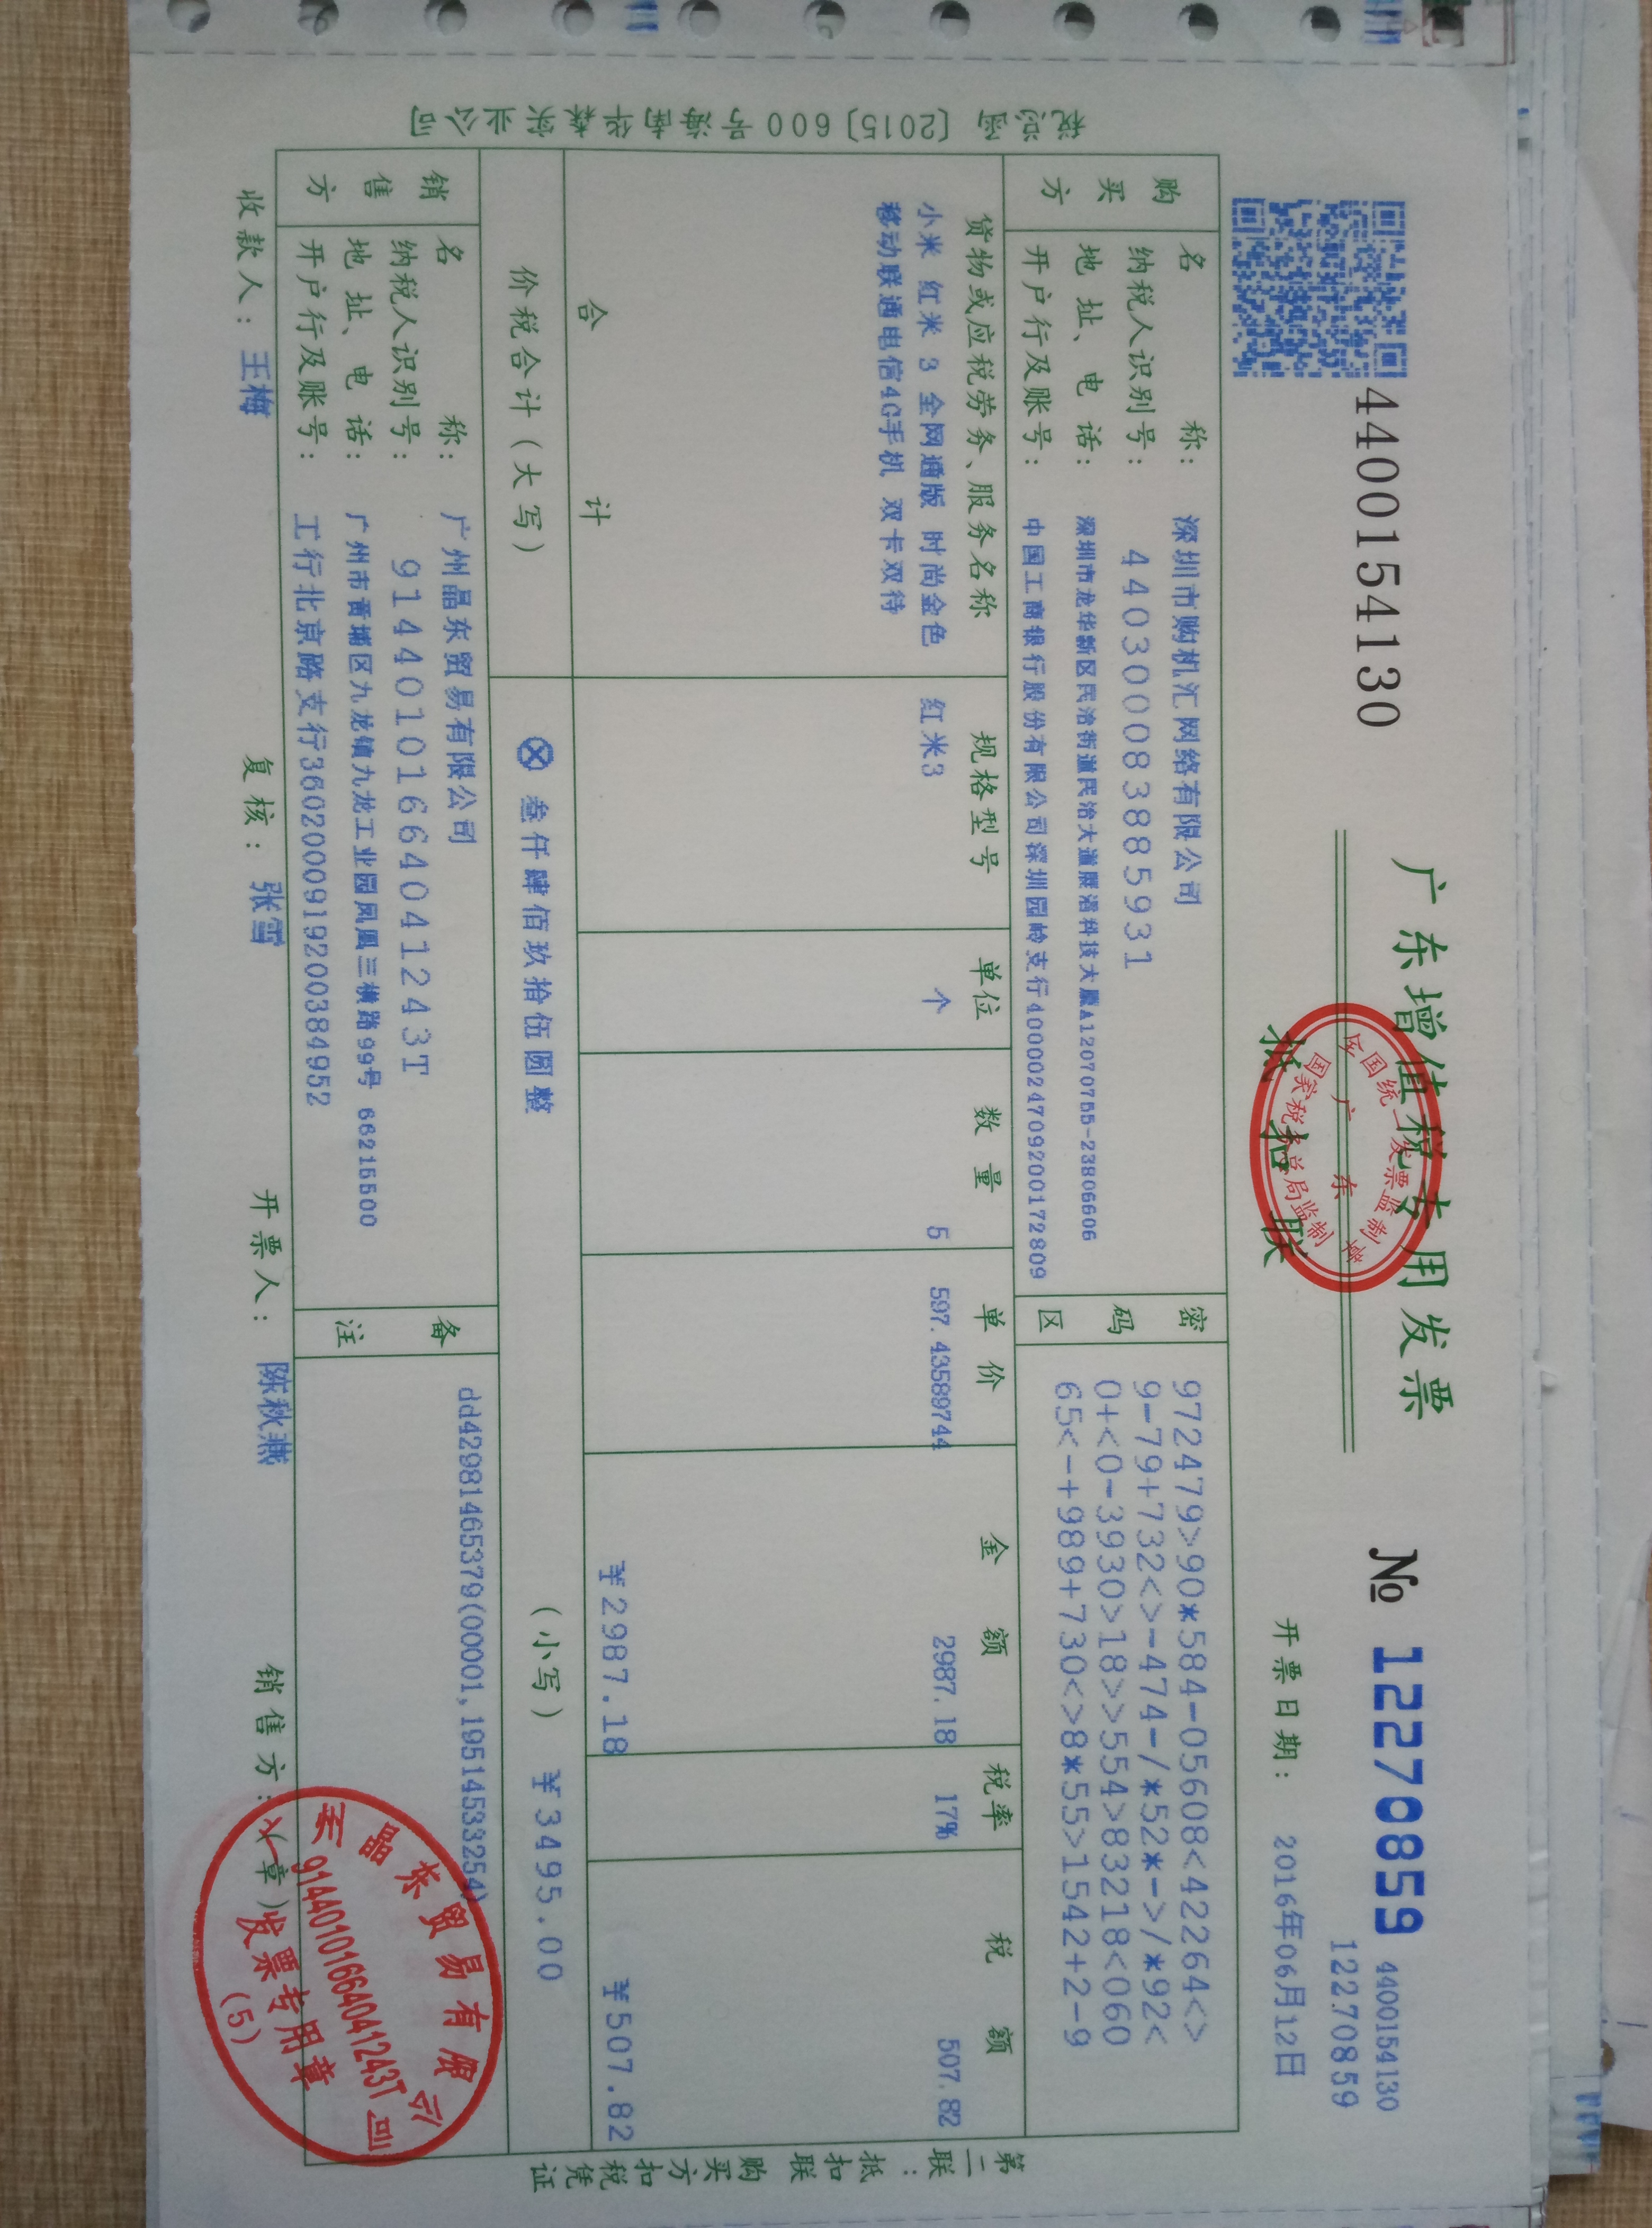 广东增值税专用发票
4400154130
№ 12270859
4400154130
12270859
全国统一发票监制章
广 东
国家税务总局监制
抵扣联
开票日期: 2016年06月12日
购买方
名 称: 深圳市购机汇网络有限公司
纳税人识别号: 440300083885931
地 址、电 话: 深圳市龙华新区民治街道民治大道展滔科技大厦A12070755-23806606
开户行及账号: 中国工商银行股份有限公司深圳园岭支行4000024709200172809
密码区
972479>90*584-05608<42264<>
9-79+732<>-474-/*52*->/*92<
0+<0-3930>18>>554>83218<060
65<-+989+730<>8*55>1542+2-9
货物或应税劳务、服务名称 规格型号 单位 数量 单价 金额 税率 税额
小米 红米 3 全网通版 时尚金色 红米3 个 5 597.43589744 2987.18 17% 507.82
移动联通电信4G手机 双卡双待
合计 ¥2987.18 ¥507.82
价税合计(大写) ⊗ 叁仟肆佰玖拾伍圆整 (小写) ¥3495.00
销售方
名 称: 广州晶东贸易有限公司
纳税人识别号: 91440101664041243T
地 址、电 话: 广州市黄埔区九龙镇九龙工业园凤凰三横路99号 66215500
开户行及账号: 工行北京路支行3602000919200384952
备注
dd42981465379(00001,19514533254)
收款人: 王梅 复核: 张雪 开票人: 陈秋燕 销售方:(章)
广州晶东贸易有限公司
91440101664041243T
发票专用章
(5)
税总函[2015]600号海南华森实业公司
第二联:抵扣联 购买方扣税凭证